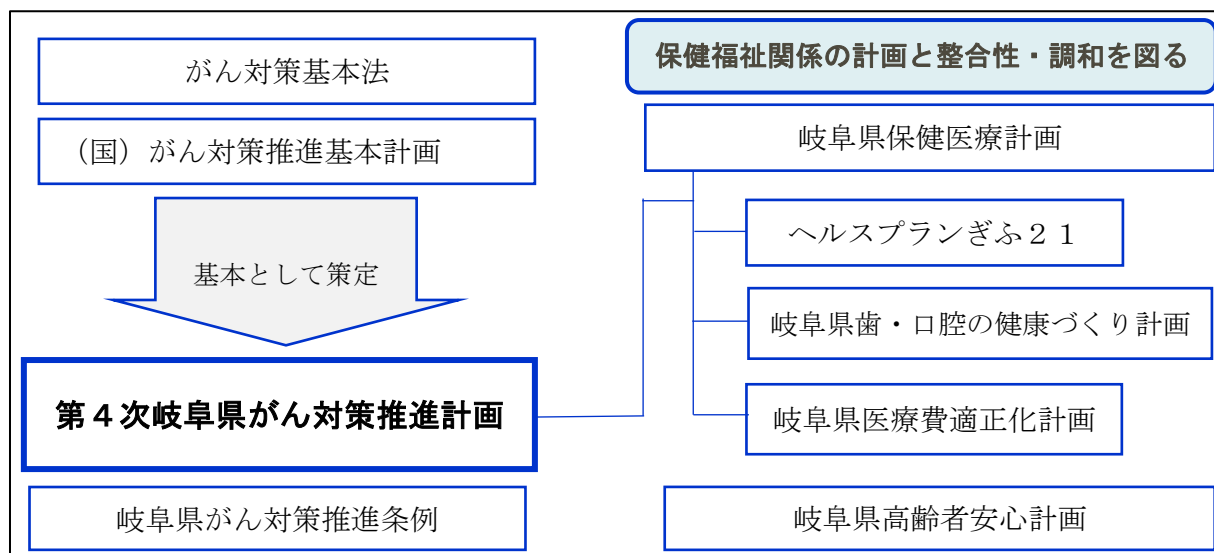 がん対策基本法
（国）がん対策推進基本計画
基本として策定
第４次岐阜県がん対策推進計画
岐阜県がん対策推進条例
保健福祉関係の計画と整合性・調和を図る
岐阜県保健医療計画
ヘルスプランぎふ２１
岐阜県歯・口腔の健康づくり計画
岐阜県医療費適正化計画
岐阜県高齢者安心計画